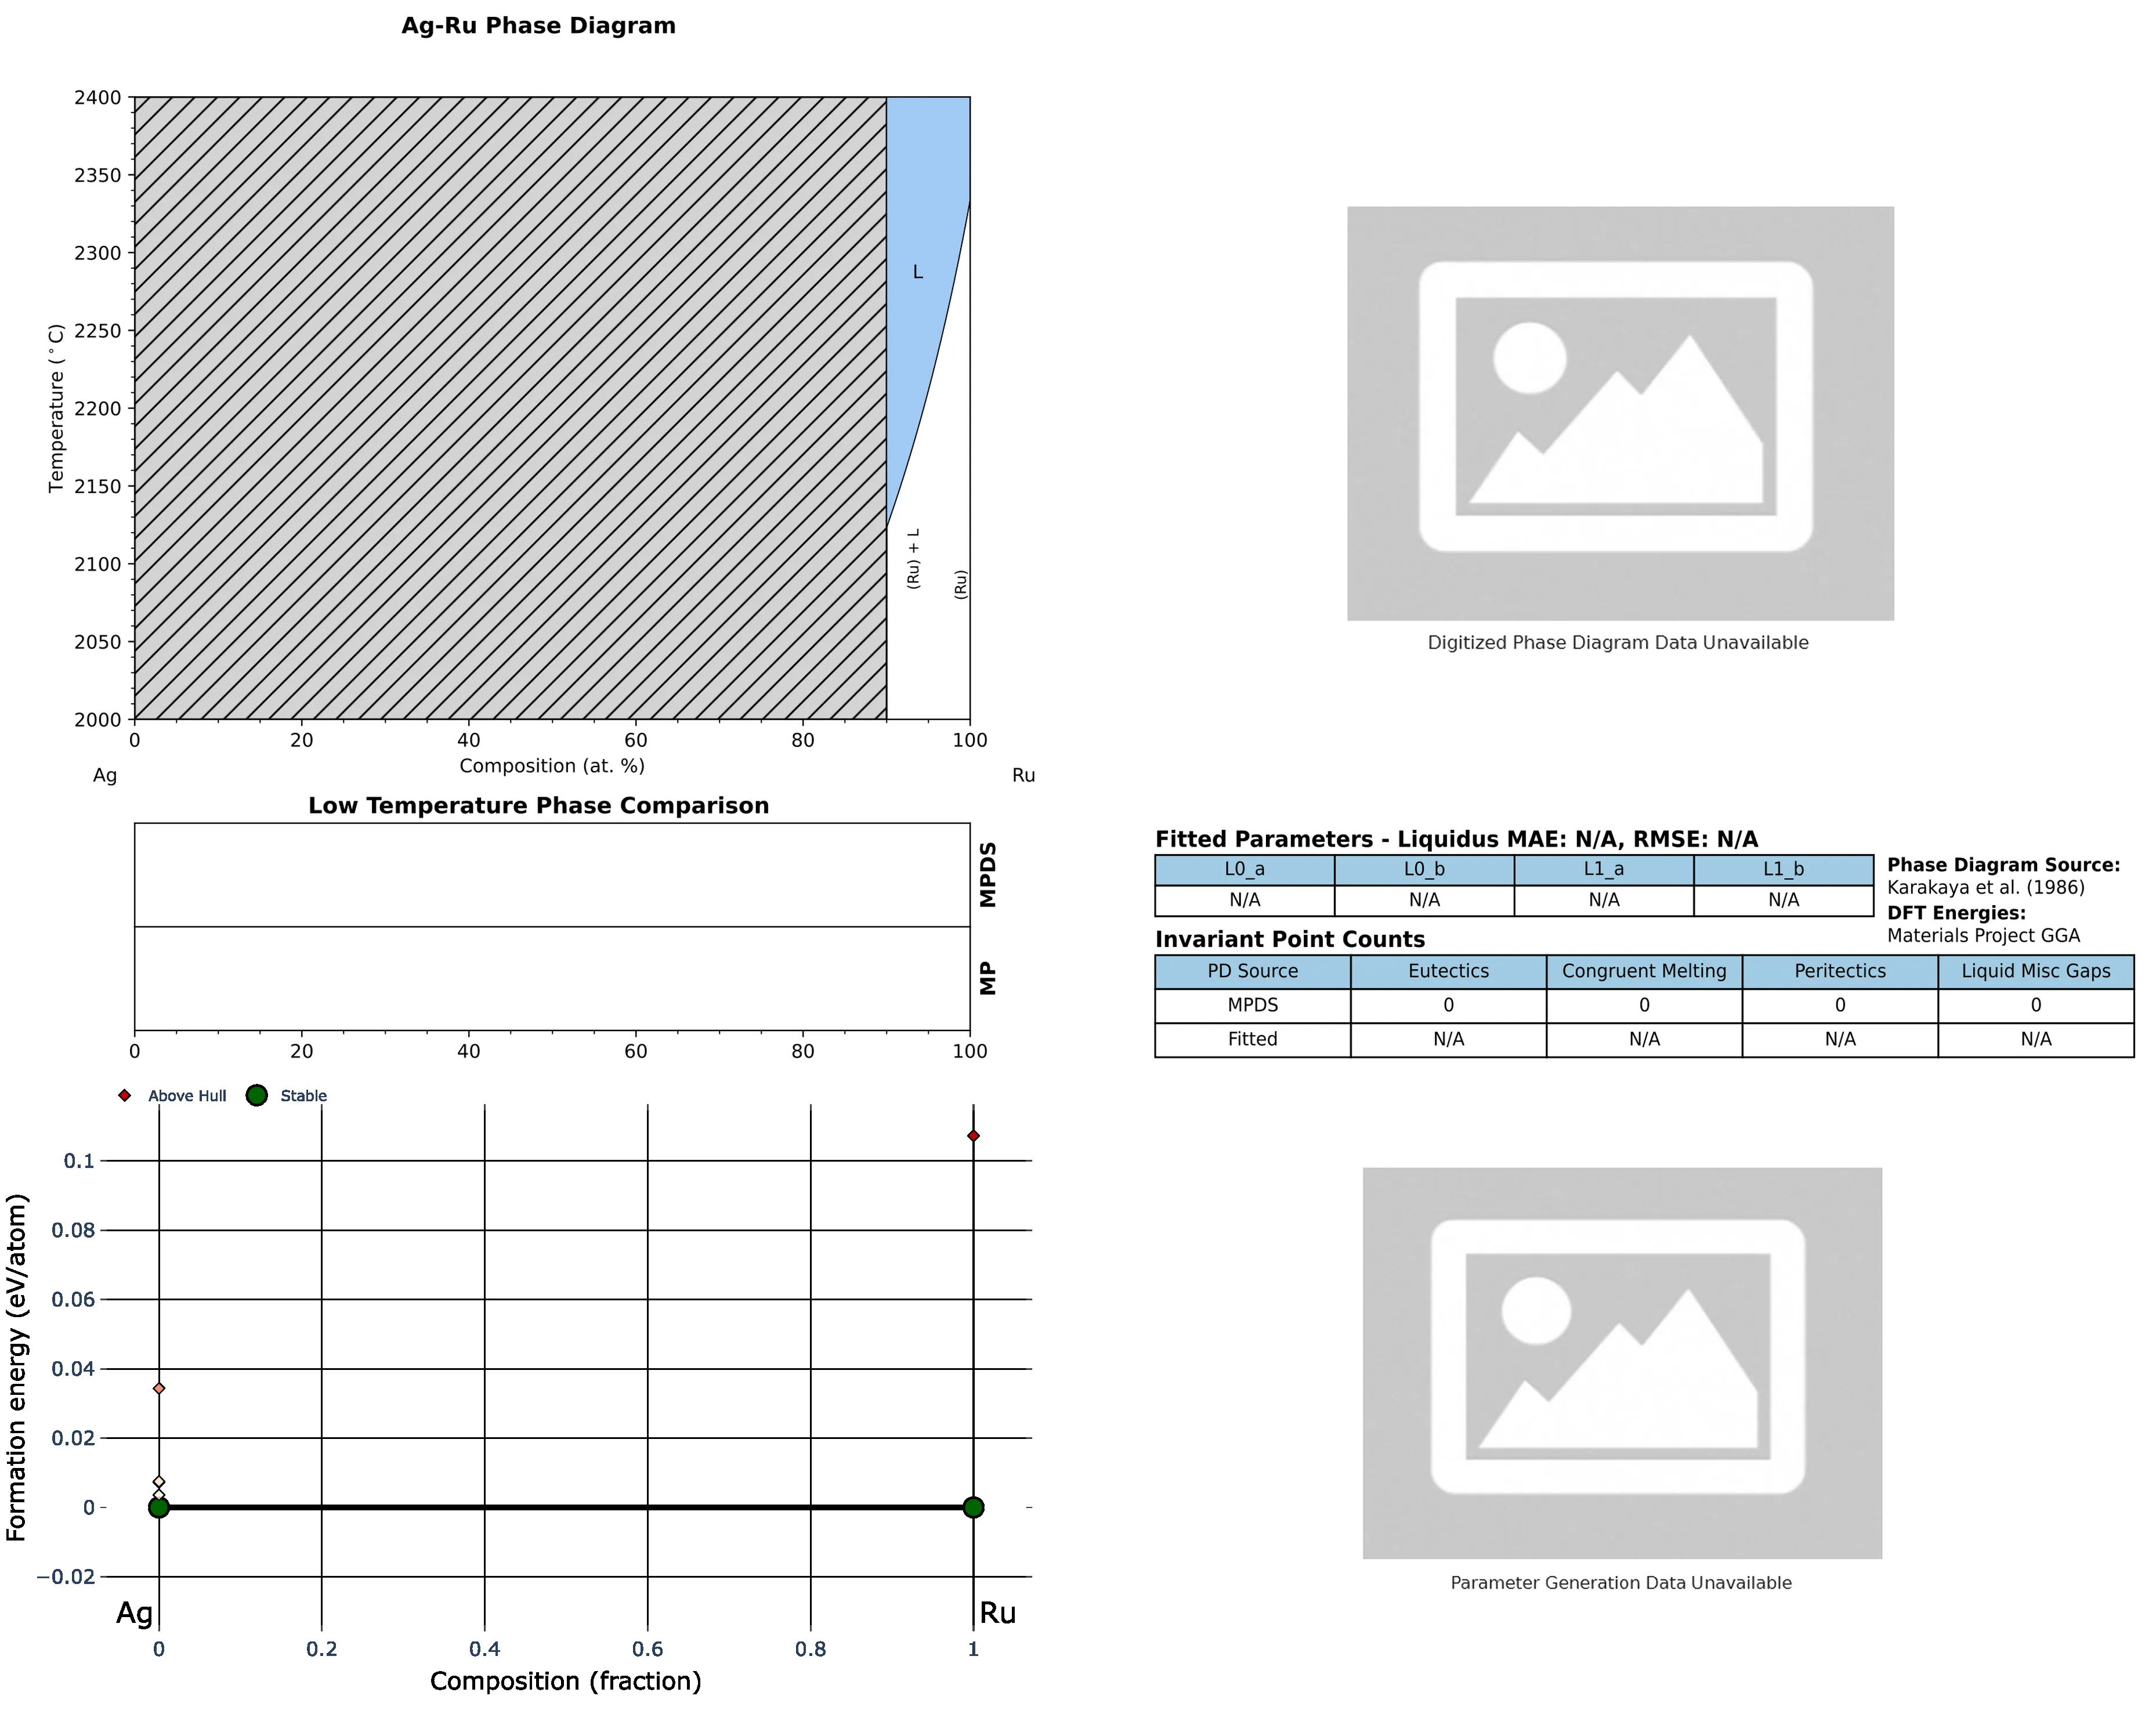 Ag-Ru Phase Diagram
2400
2350
2300
2250
2200
2150
2100
2050
2000
Temperature (°C)
L
(Ru) + L
(Ru)
0 20 40 60 80 100
Composition (at. %)
Ag Ru
Digitized Phase Diagram Data Unavailable
Low Temperature Phase Comparison
MPDS
MP
0 20 40 60 80 100
Fitted Parameters - Liquidus MAE: N/A, RMSE: N/A
L0_a L0_b L1_a L1_b
N/A N/A N/A N/A
Phase Diagram Source:
Karakaya et al. (1986)
DFT Energies:
Materials Project GGA
Invariant Point Counts
PD Source Eutectics Congruent Melting Peritectics Liquid Misc Gaps
MPDS 0 0 0 0
Fitted N/A N/A N/A N/A
Above Hull Stable
0.1
0.08
0.06
0.04
0.02
0
−0.02
Formation energy (eV/atom)
Ag Ru
0 0.2 0.4 0.6 0.8 1
Composition (fraction)
Parameter Generation Data Unavailable